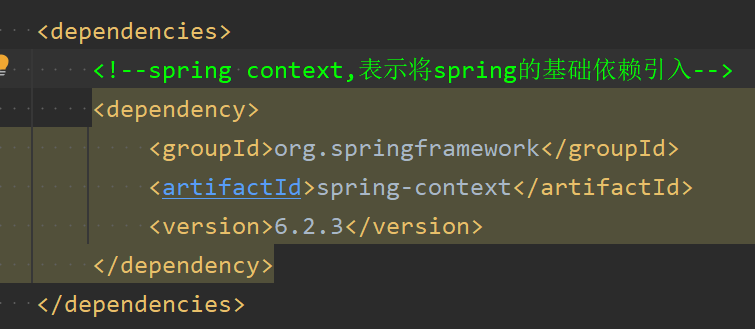 <dependencies>
<!--spring context,表示将spring的基础依赖引入-->
<dependency>
<groupId>org.springframework</groupId>
<artifactId>spring-context</artifactId>
<version>6.2.3</version>
</dependency>
</dependencies>